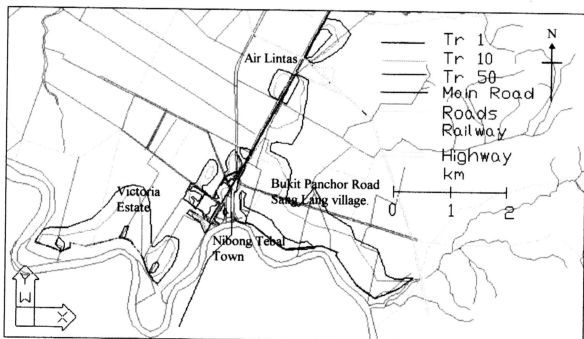 Air Lintas
Tr 1
Tr 10
Tr 50
Main Road
Roads
Railway
Highway
km
0 1 2
N
Bukit Panchor Road
Sang Lang village.
Victoria
Estate
Nibong Tebal
Town
Y
W
X